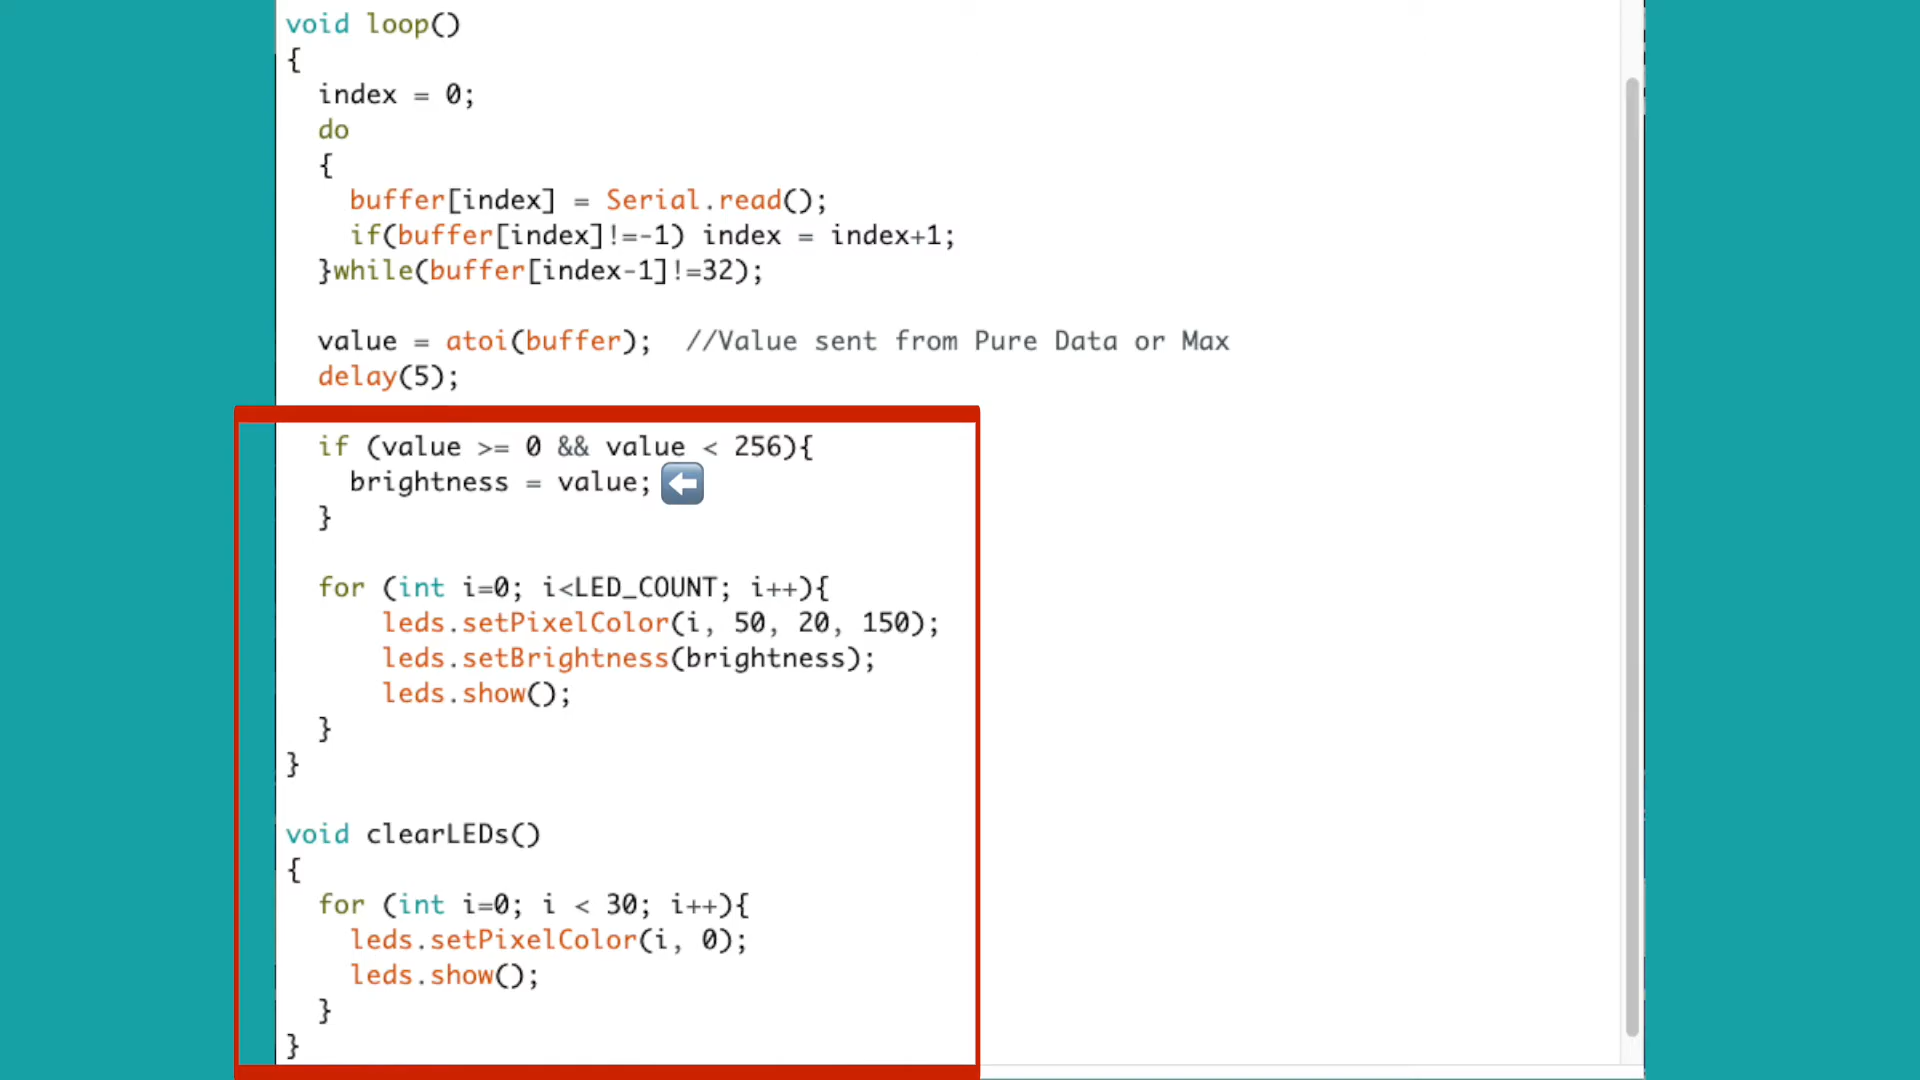 void loop()
{
  index = 0;
  do
  {
    buffer[index] = Serial.read();
    if(buffer[index]!=-1) index = index+1;
  }while(buffer[index-1]!=32);
  value = atoi(buffer);  //Value sent from Pure Data or Max
  delay(5);
  if (value >= 0 && value < 256){
    brightness = value;
  }
  for (int i=0; i<LED_COUNT; i++){
      leds.setPixelColor(i, 50, 20, 150);
      leds.setBrightness(brightness);
      leds.show();
  }
}
void clearLEDs()
{
  for (int i=0; i < 30; i++){
    leds.setPixelColor(i, 0);
    leds.show();
  }
}